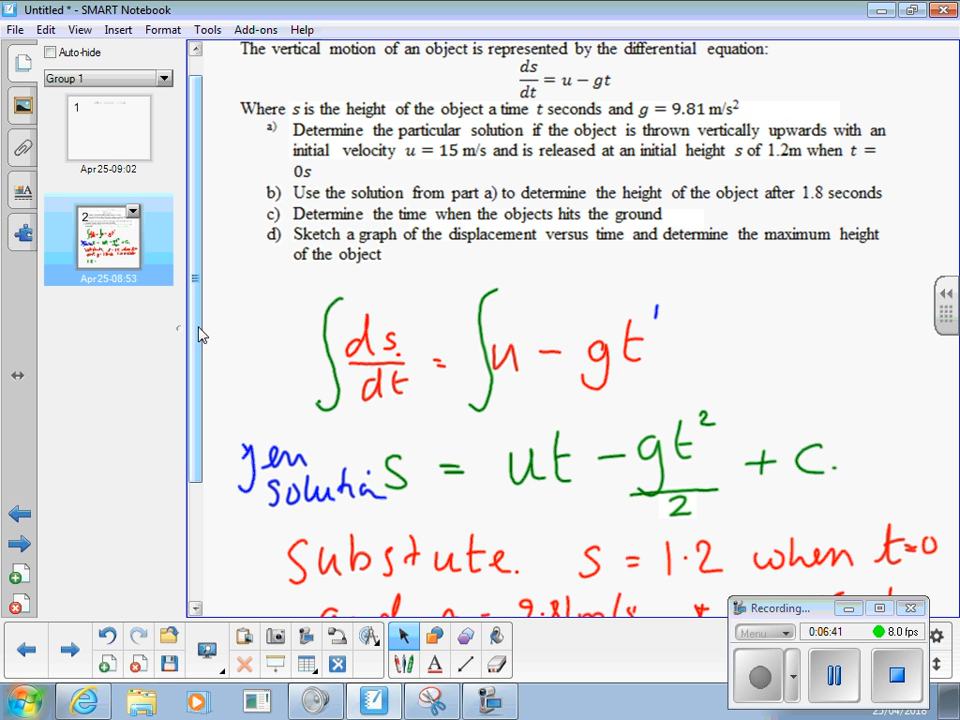 Untitled * - SMART Notebook
File Edit View Insert Format Tools Add-ons Help
Auto-hide
Group 1
1
Apr25-09:02
2
Apr25-08:53
The vertical motion of an object is represented by the differential equation:
ds/dt = u − gt
Where s is the height of the object a time t seconds and g = 9.81 m/s²
a) Determine the particular solution if the object is thrown vertically upwards with an
initial velocity u = 15 m/s and is released at an initial height s of 1.2m when t =
0s
b) Use the solution from part a) to determine the height of the object after 1.8 seconds
c) Determine the time when the objects hits the ground
d) Sketch a graph of the displacement versus time and determine the maximum height
of the object
∫ ds/dt = ∫ u − gt¹
gen
solution s = ut − gt²/2 + c.
Substute. s = 1.2 when t=0
Recording...
Menu
0:06:41
8.0 fps
25/04/2018